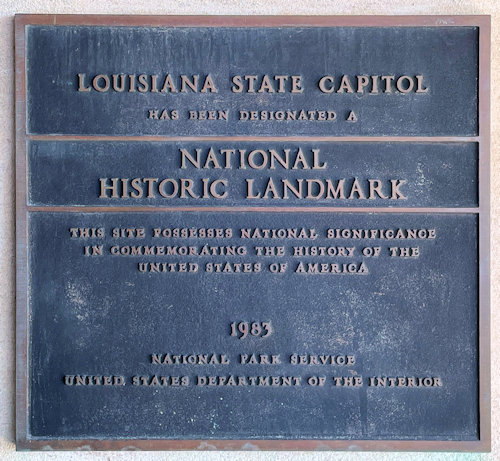 LOUISIANA STATE CAPITOL
HAS BEEN DESIGNATED A
NATIONAL
HISTORIC LANDMARK
THIS SITE POSSESSES NATIONAL SIGNIFICANCE
IN COMMEMORATING THE HISTORY OF THE
UNITED STATES OF AMERICA
1983
NATIONAL PARK SERVICE
UNITED STATES DEPARTMENT OF THE INTERIOR